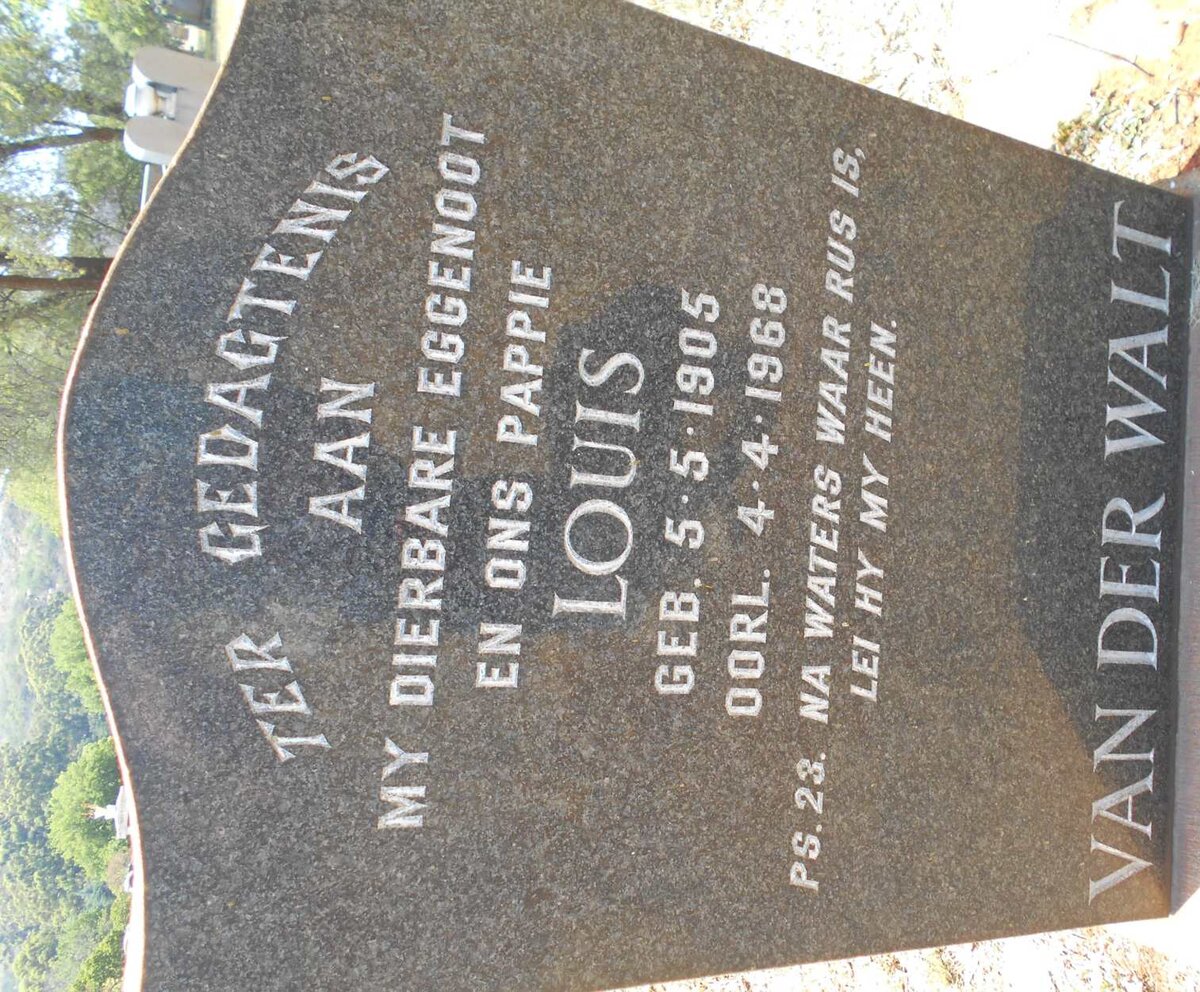 TER GEDAGTENIS
AAN
MY DIERBARE EGGENOOT
EN ONS PAPPIE
LOUIS
GEB. 5·5·1905
OORL. 4·4·1968
PS.23. NA WATERS WAAR RUS IS,
LEI HY MY HEEN.
VAN DER WALT